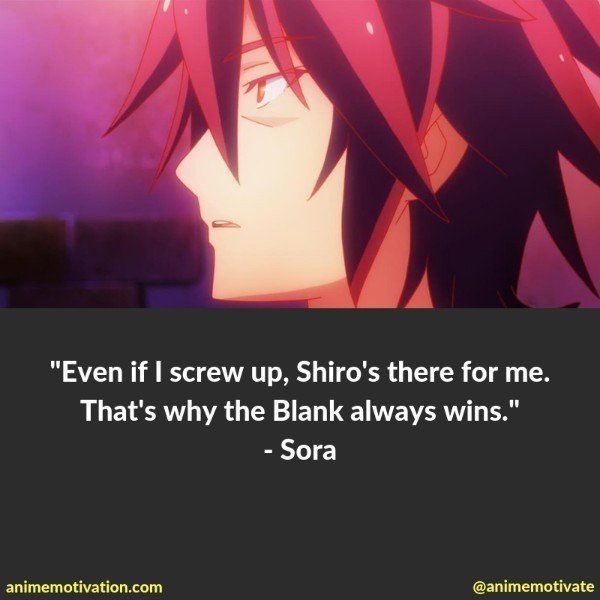 "Even if I screw up, Shiro's there for me.
That's why the Blank always wins."
- Sora
animemotivation.com
@animemotivate